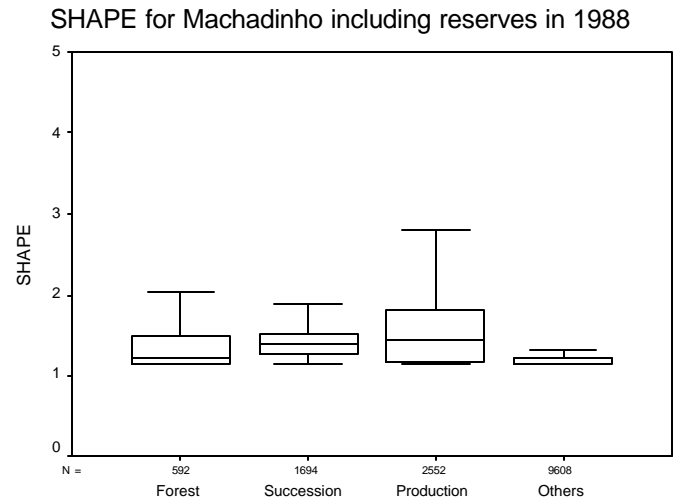 SHAPE for Machadinho including reserves in 1988
5
4
3
2
1
0
SHAPE
N = 592 1694 2552 9608
Forest Succession Production Others